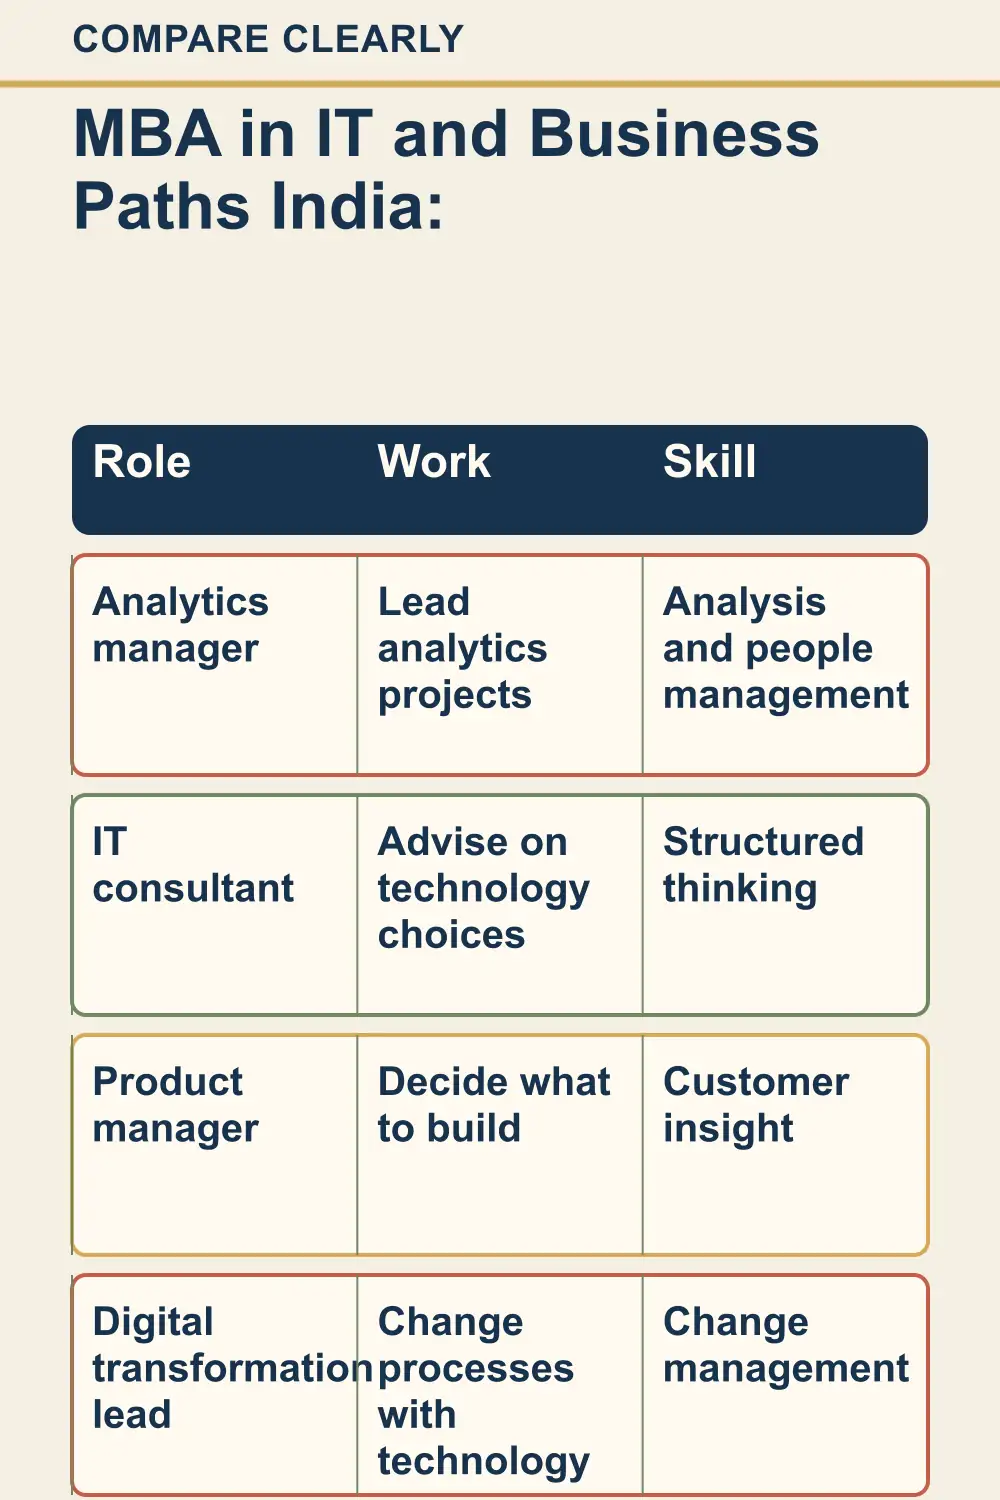 COMPARE CLEARLY
MBA in IT and Business
Paths India:
Role Work Skill
Analytics
manager
Lead
analytics
projects
Analysis
and people
management
IT
consultant
Advise on
technology
choices
Structured
thinking
Product
manager
Decide what
to build
Customer
insight
Digital
transformation
lead
Change
processes
with
technology
Change
management